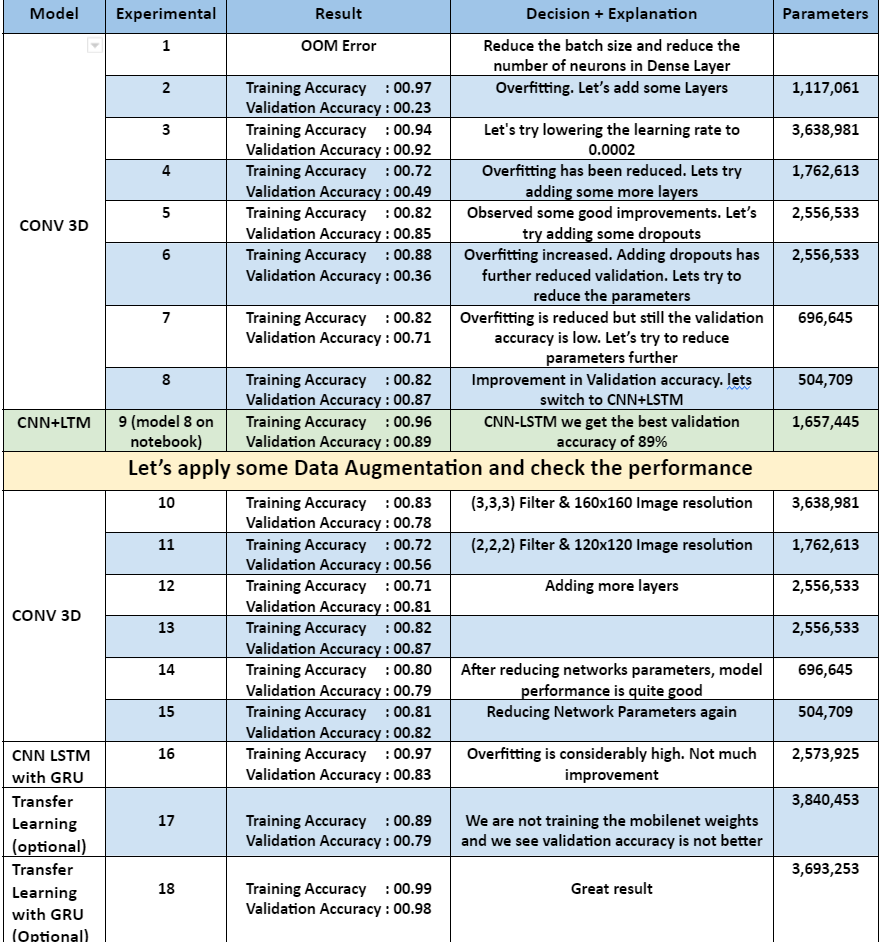 Model Experimental Result Decision + Explanation Parameters
CONV 3D
1 OOM Error Reduce the batch size and reduce the
number of neurons in Dense Layer
2 Training Accuracy : 00.97 Overfitting. Let's add some Layers 1,117,061
Validation Accuracy : 00.23
3 Training Accuracy : 00.94 Let's try lowering the learning rate to 3,638,981
Validation Accuracy : 00.92 0.0002
4 Training Accuracy : 00.72 Overfitting has been reduced. Lets try 1,762,613
Validation Accuracy : 00.49 adding some more layers
5 Training Accuracy : 00.82 Observed some good improvements. Let's 2,556,533
Validation Accuracy : 00.85 try adding some dropouts
6 Training Accuracy : 00.88 Overfitting increased. Adding dropouts has 2,556,533
Validation Accuracy : 00.36 further reduced validation. Lets try to
reduce the parameters
7 Training Accuracy : 00.82 Overfitting is reduced but still the validation 696,645
Validation Accuracy : 00.71 accuracy is low. Let's try to reduce
parameters further
8 Training Accuracy : 00.82 Improvement in Validation accuracy. lets 504,709
Validation Accuracy : 00.87 switch to CNN+LSTM
CNN+LTM 9 (model 8 on Training Accuracy : 00.96 CNN-LSTM we get the best validation 1,657,445
notebook) Validation Accuracy : 00.89 accuracy of 89%
Let's apply some Data Augmentation and check the performance
CONV 3D
10 Training Accuracy : 00.83 (3,3,3) Filter & 160x160 Image resolution 3,638,981
Validation Accuracy : 00.78
11 Training Accuracy : 00.72 (2,2,2) Filter & 120x120 Image resolution 1,762,613
Validation Accuracy : 00.56
12 Training Accuracy : 00.71 Adding more layers 2,556,533
Validation Accuracy : 00.81
13 Training Accuracy : 00.82 2,556,533
Validation Accuracy : 00.87
14 Training Accuracy : 00.80 After reducing networks parameters, model 696,645
Validation Accuracy : 00.79 performance is quite good
15 Training Accuracy : 00.81 Reducing Network Parameters again 504,709
Validation Accuracy : 00.82
CNN LSTM 16 Training Accuracy : 00.97 Overfitting is considerably high. Not much 2,573,925
with GRU Validation Accuracy : 00.83 improvement
Transfer 3,840,453
Learning 17 Training Accuracy : 00.89 We are not training the mobilenet weights
(optional) Validation Accuracy : 00.79 and we see validation accuracy is not better
Transfer 3,693,253
Learning 18 Training Accuracy : 00.99 Great result
with GRU Validation Accuracy : 00.98
(Optional)